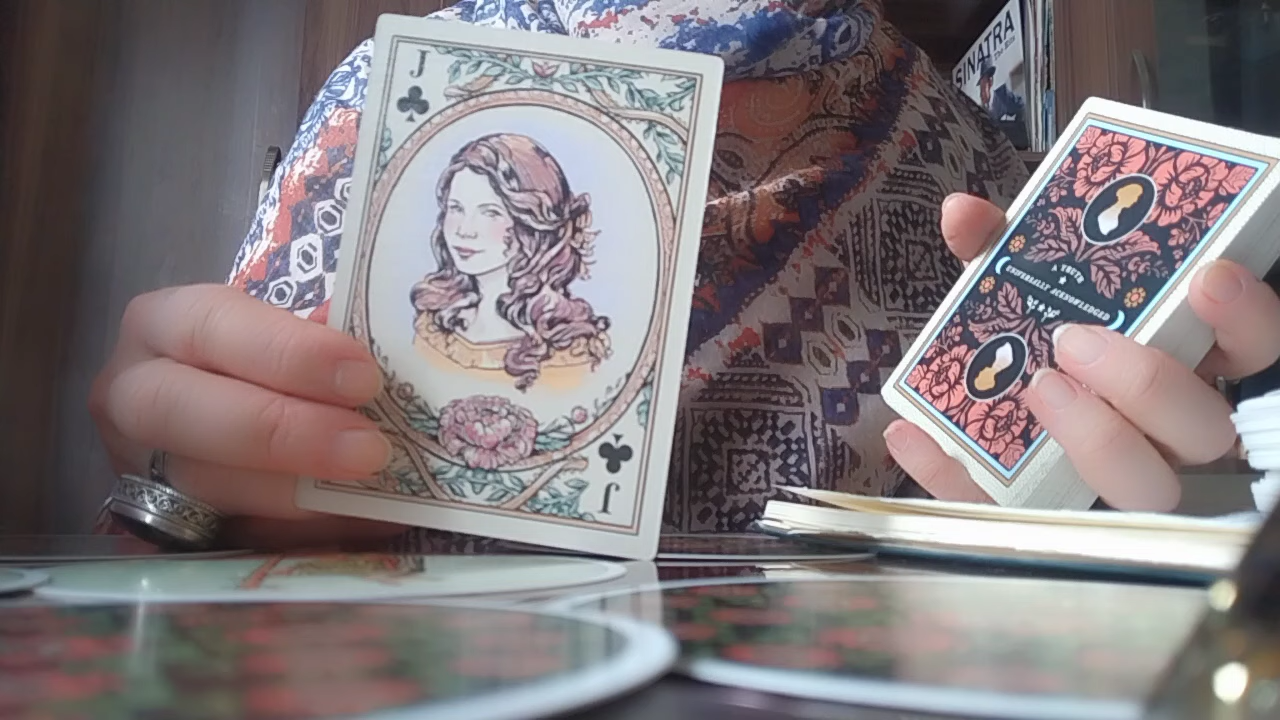 J
SINATRA
A TRUTH
UNIVERSALLY ACKNOWLEDGED
J